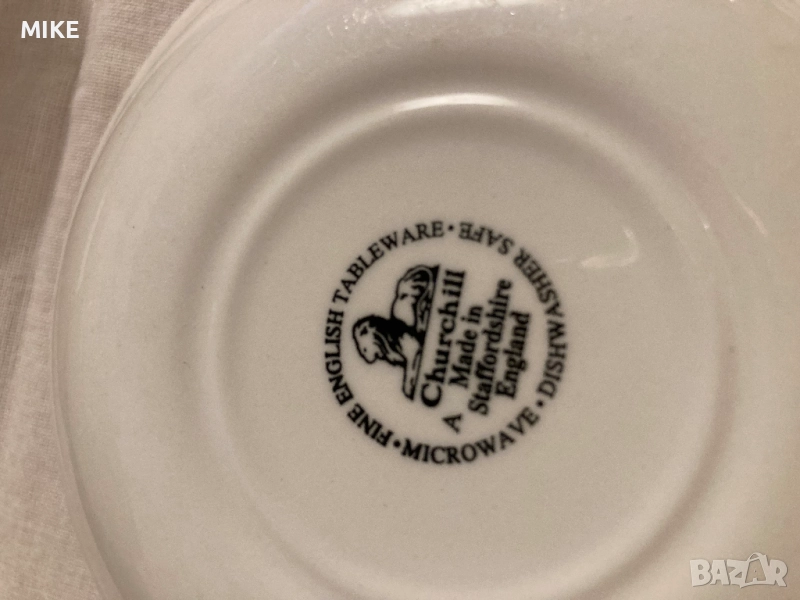 MIKE
FINE ENGLISH TABLEWARE • DISHWASHER SAFE • MICROWAVE •
Churchill
Made in
Staffordshire
England
A
BAZAR